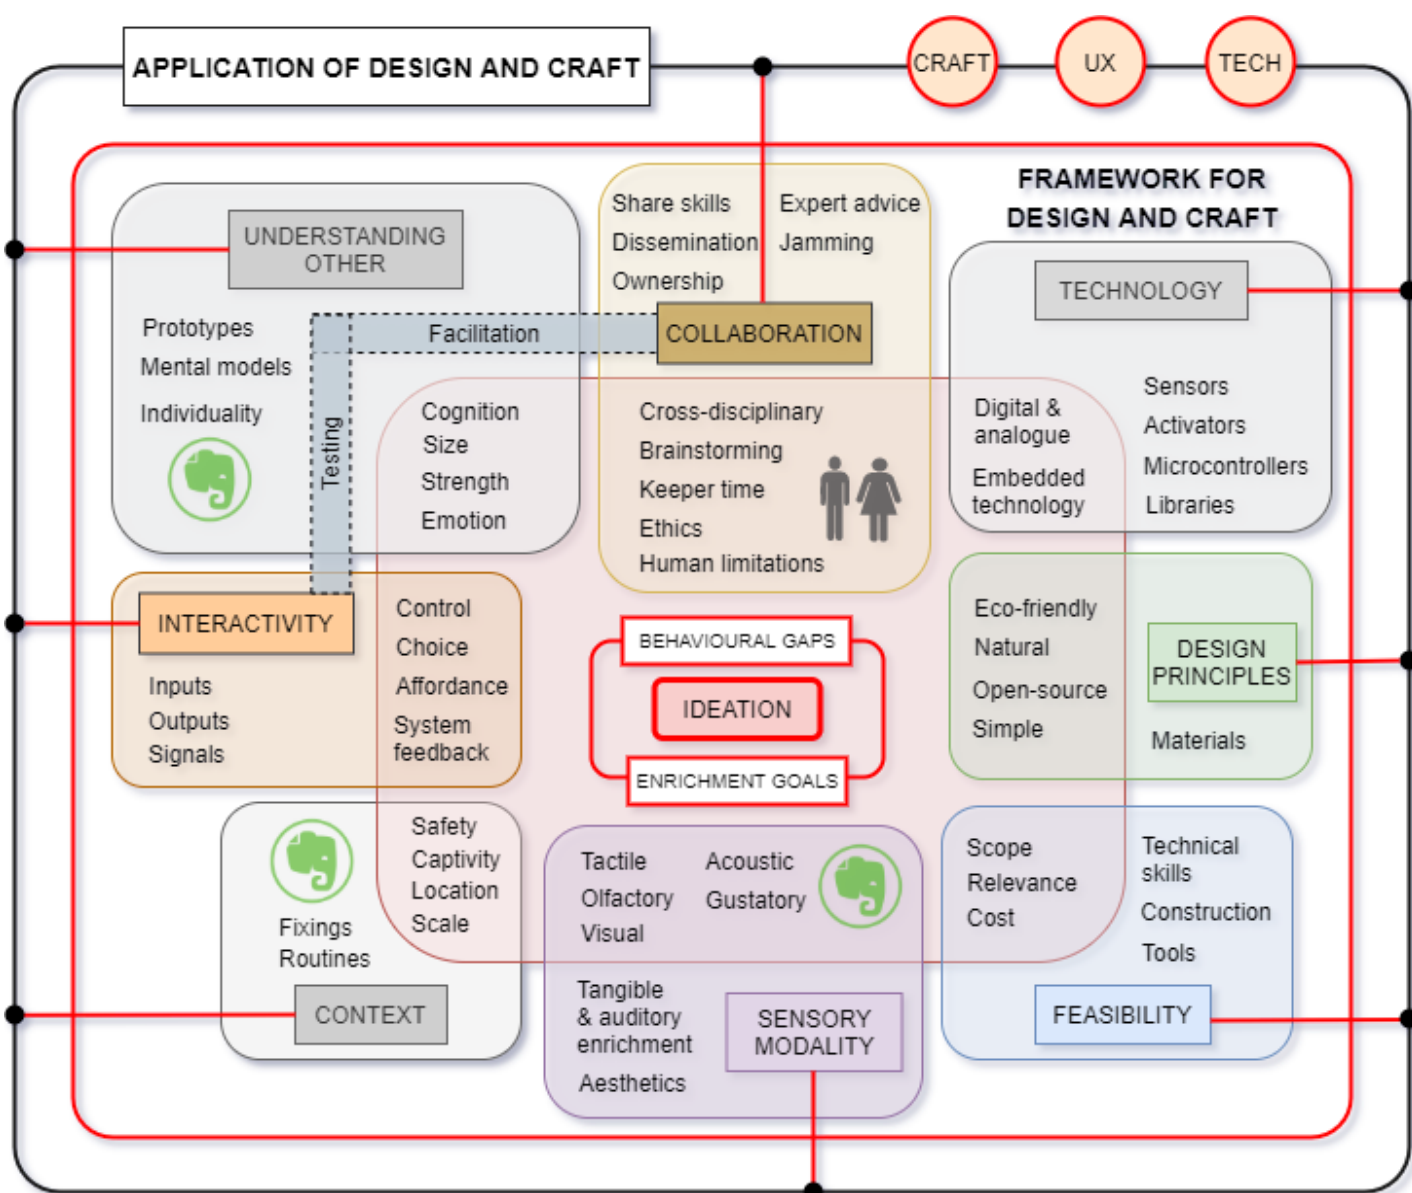 APPLICATION OF DESIGN AND CRAFT
CRAFT
UX
TECH
FRAMEWORK FOR
DESIGN AND CRAFT
UNDERSTANDING
OTHER
Prototypes
Mental models
Individuality
Cognition
Size
Strength
Emotion
Facilitation
Testing
Share skills
Dissemination
Ownership
Expert advice
Jamming
COLLABORATION
Cross-disciplinary
Brainstorming
Keeper time
Ethics
Human limitations
TECHNOLOGY
Digital &
analogue
Embedded
technology
Sensors
Activators
Microcontrollers
Libraries
INTERACTIVITY
Inputs
Outputs
Signals
Control
Choice
Affordance
System
feedback
BEHAVIOURAL GAPS
IDEATION
ENRICHMENT GOALS
Eco-friendly
Natural
Open-source
Simple
DESIGN
PRINCIPLES
Materials
Safety
Captivity
Location
Scale
Fixings
Routines
CONTEXT
Tactile
Olfactory
Visual
Acoustic
Gustatory
Tangible
& auditory
enrichment
Aesthetics
SENSORY
MODALITY
Scope
Relevance
Cost
Technical
skills
Construction
Tools
FEASIBILITY